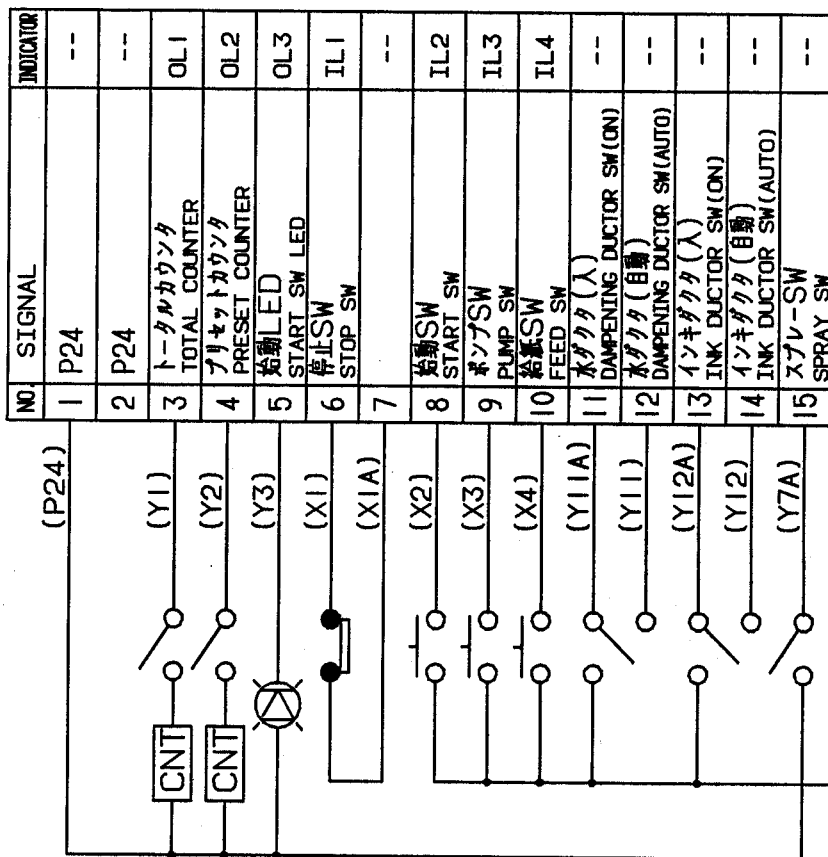 NO. SIGNAL INDICATOR
1 P24 --
2 P24 --
3 トータルカウンタ OL1
TOTAL COUNTER
4 プリセットカウンタ OL2
PRESET COUNTER
5 始動LED OL3
START SW LED
6 停止SW IL1
STOP SW
7 --
8 始動SW IL2
START SW
9 ポンプSW IL3
PUMP SW
10 給紙SW IL4
FEED SW
11 水ダクタ(入) --
DAMPENING DUCTOR SW(ON)
12 水ダクタ(自動) --
DAMPENING DUCTOR SW(AUTO)
13 インキダクタ(入) --
INK DUCTOR SW(ON)
14 インキダクタ(自動) --
INK DUCTOR SW(AUTO)
15 スプレーSW --
SPRAY SW
(P24)
(Y1)
(Y2)
(Y3)
(X1)
(X1A)
(X2)
(X3)
(X4)
(Y11A)
(Y11)
(Y12A)
(Y12)
(Y7A)
CNT
CNT